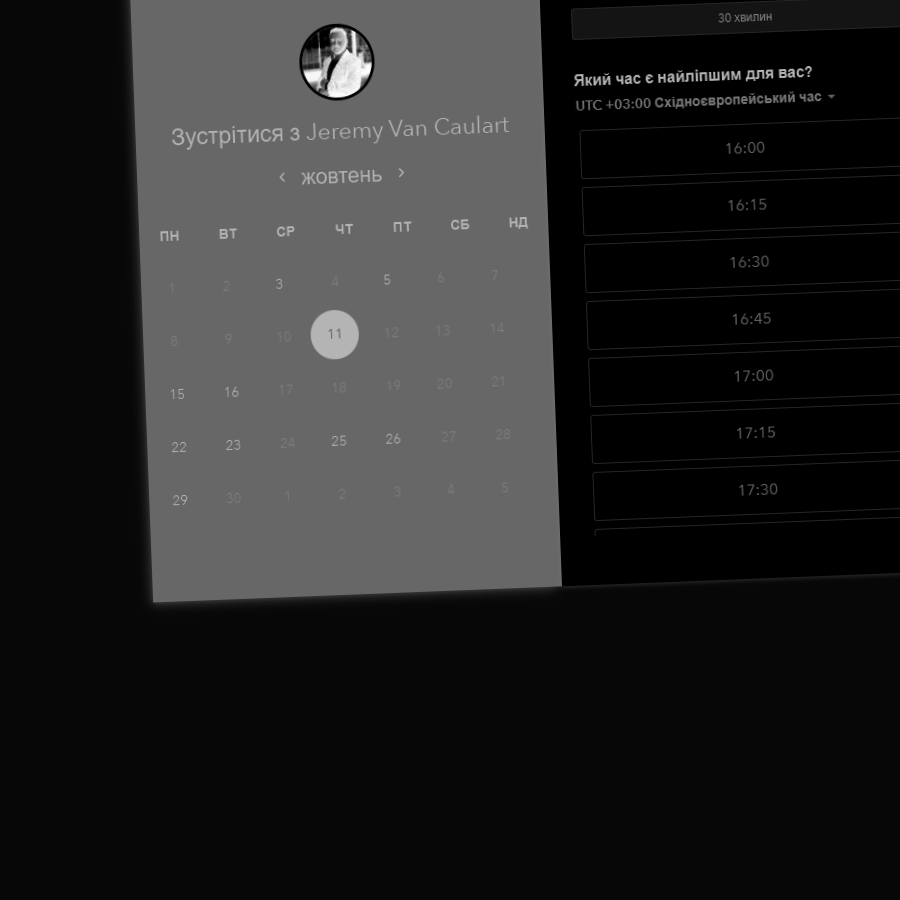 Зустрітися з Jeremy Van Caulart
жовтень
ПН ВТ СР ЧТ ПТ СБ НД
1 2 3 4 5 6 7
8 9 10 11 12 13 14
15 16 17 18 19 20 21
22 23 24 25 26 27 28
29 30 1 2 3 4 5
30 хвилин
Який час є найліпшим для вас?
UTC +03:00 Східноєвропейський час
16:00
16:15
16:30
16:45
17:00
17:15
17:30